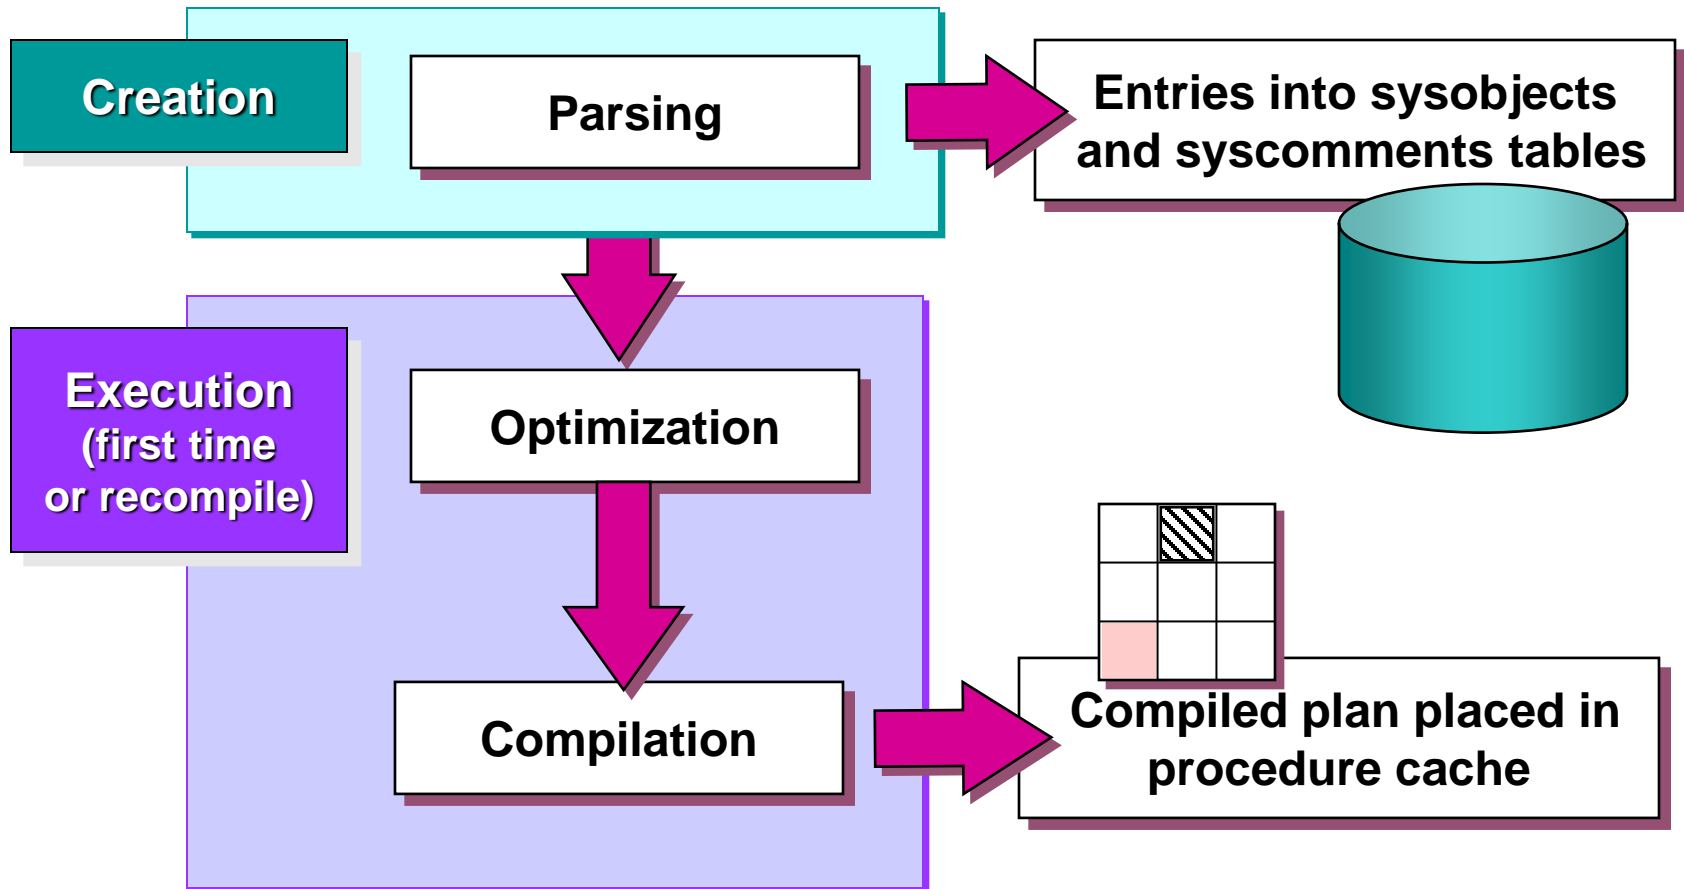 Creation
Parsing
Entries into sysobjects
and syscomments tables
Execution
(first time
or recompile)
Optimization
Compilation
Compiled plan placed in
procedure cache